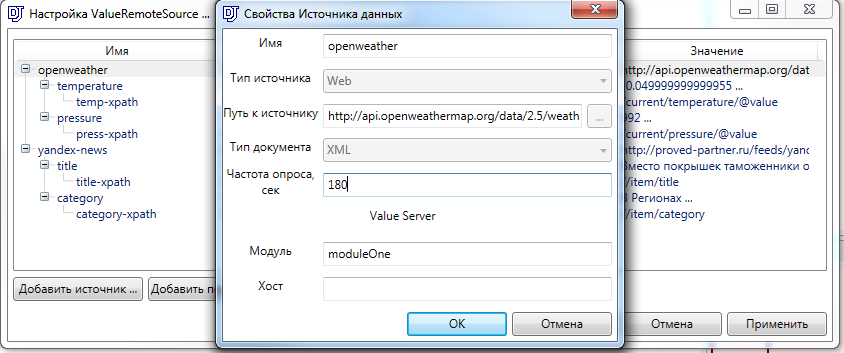 Настройка ValueRemoteSource ...
Имя
Значение
openweather
http://api.openweathermap.org/dat
temperature
0.049999999999955 ...
temp-xpath
current/temperature/@value
pressure
992 ...
press-xpath
current/pressure/@value
yandex-news
http://proved-partner.ru/feeds/yand
title
Вместо покрышек таможенники о
title-xpath
/item/title
category
В Регионах ...
category-xpath
/item/category
Добавить источник ...
Добавить п
Отмена
Применить
Свойства Источника данных
Имя
openweather
Тип источника
Web
Путь к источнику
http://api.openweathermap.org/data/2.5/weath
...
Тип документа
XML
Частота опроса,
сек
180
Value Server
Модуль
moduleOne
Хост
OK
Отмена